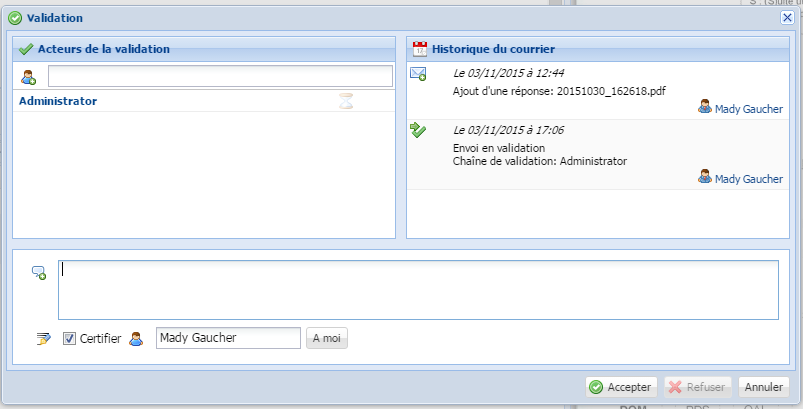 Validation
Acteurs de la validation
Administrator
Historique du courrier
Le 03/11/2015 à 12:44
Ajout d'une réponse: 20151030_162618.pdf
Mady Gaucher
Le 03/11/2015 à 17:06
Envoi en validation
Chaîne de validation: Administrator
Mady Gaucher
Certifier Mady Gaucher A moi
Accepter Refuser Annuler